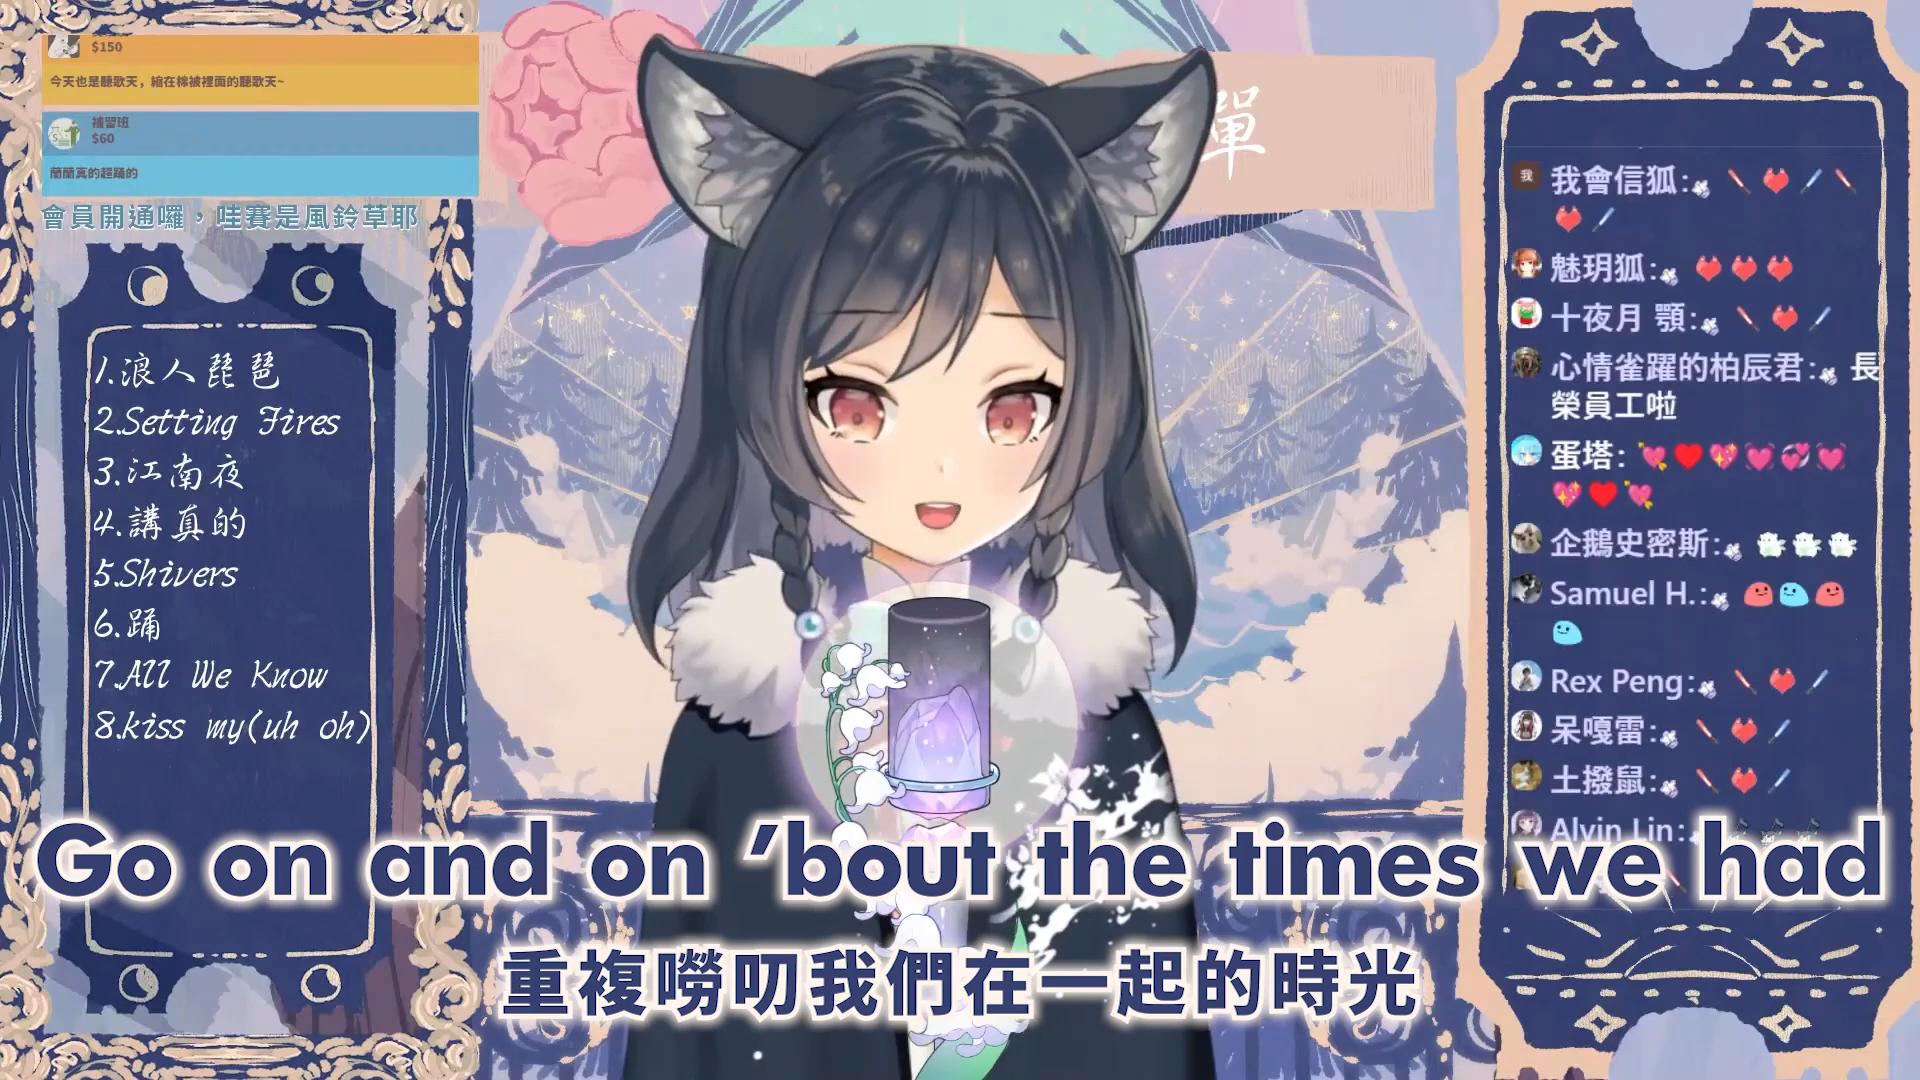 $150
今天也是聽歌天，縮在棉被裡面的聽歌天~
補習班
$60
蘭蘭真的超踊的
會員開通囉，哇賽是風鈴草耶
單
1.浪人琵琶
2.Setting Fires
3.江南夜
4.講真的
5.Shivers
6.踊
7.All We Know
8.kiss my(uh oh)
我
我會信狐:
魅玥狐:
十夜月 顎:
心情雀躍的柏辰君: 長
榮員工啦
蛋塔:
企鵝史密斯:
Samuel H.:
Rex Peng:
呆嘎雷:
土撥鼠:
Alvin Lin:
Go on and on ’bout the times we had
重複嘮叨我們在一起的時光